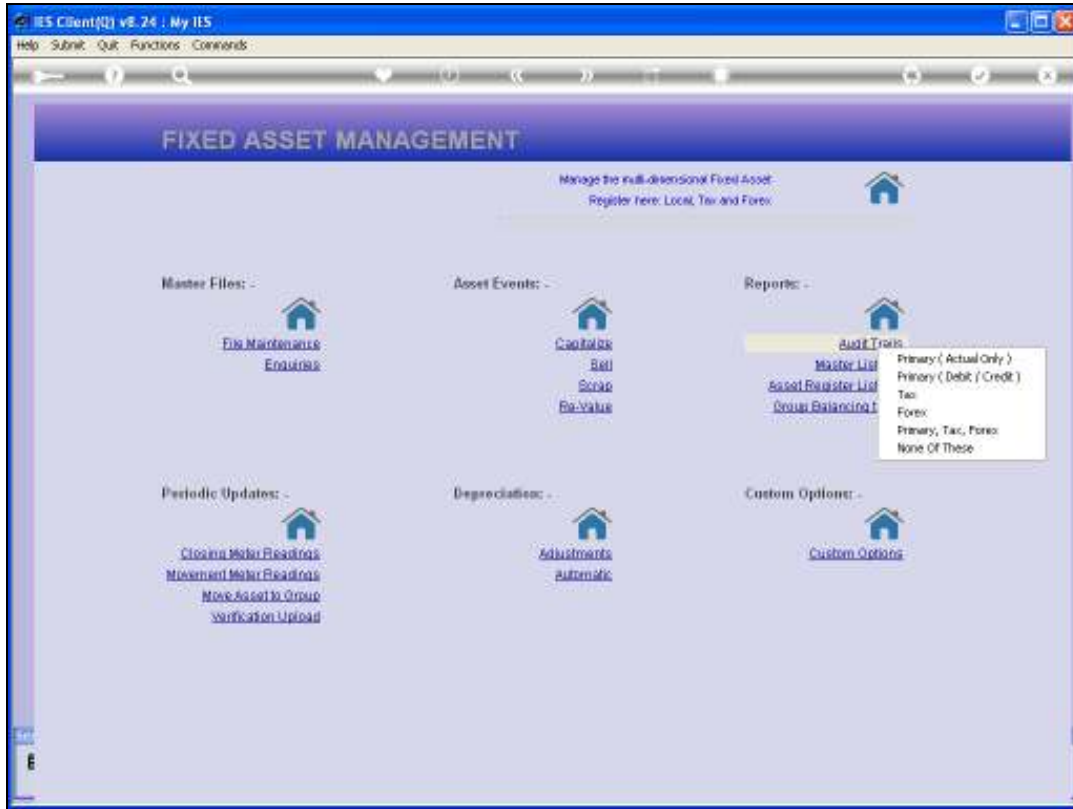 IES Client(Q) v8.24 : My IES
Help Submit Quit Functions Commands
FIXED ASSET MANAGEMENT
Manage the multi-dimensional Fixed Asset
Register here: Local, Tax and Forex
Master Files: -
File Maintenance
Enquiries
Asset Events: -
Capitalize
Sell
Scrap
Re-Value
Reports: -
Audit Trails
Master List
Asset Register List
Group Balancing t
Primary ( Actual Only )
Primary ( Debit / Credit )
Tax
Forex
Primary, Tax, Forex
None Of These
Periodic Updates: -
Closing Meter Readings
Movement Meter Readings
Move Asset to Group
Verification Upload
Depreciation: -
Adjustments
Automatic
Custom Options: -
Custom Options